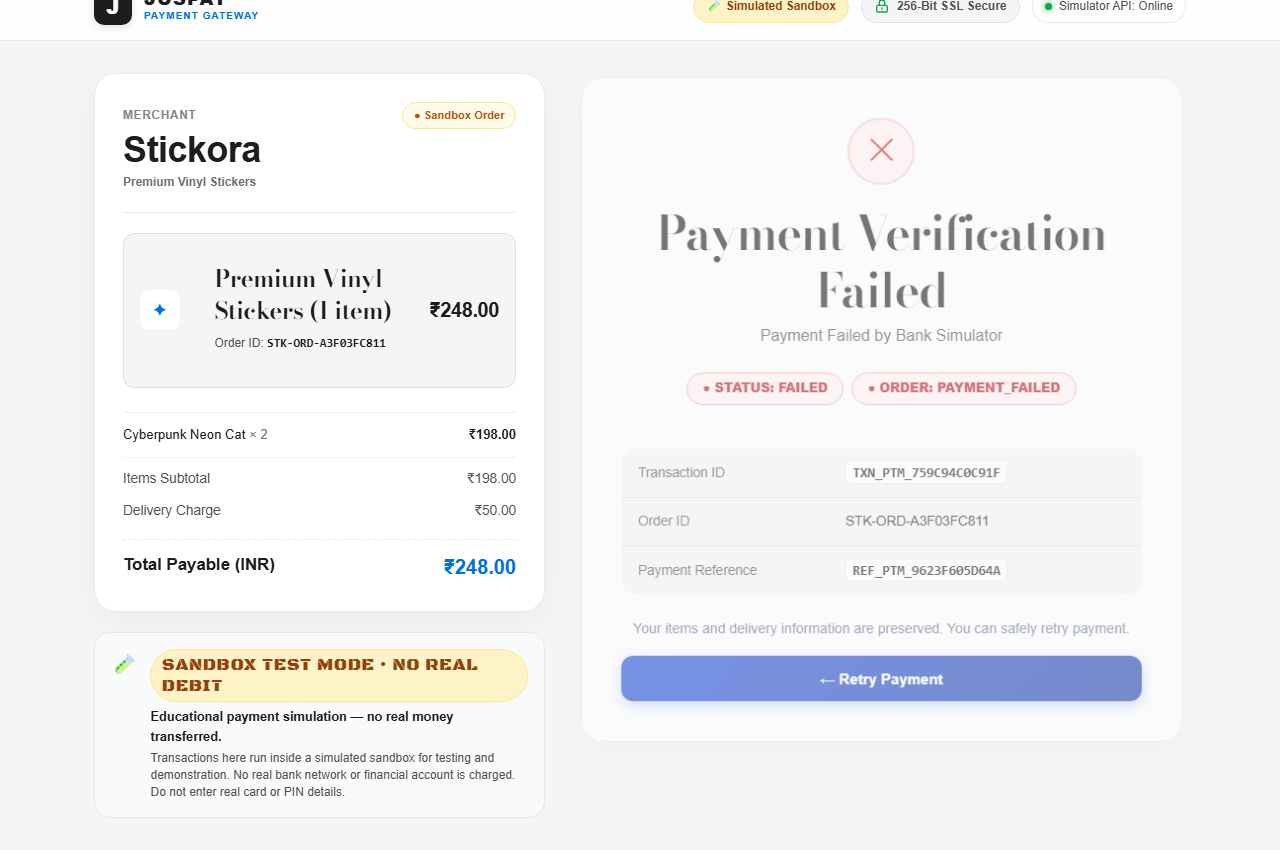 J
PAYMENT GATEWAY
Simulated Sandbox
256-Bit SSL Secure
Simulator API: Online
MERCHANT
● Sandbox Order
Stickora
Premium Vinyl Stickers
Premium Vinyl
Stickers (1 item)
₹248.00
Order ID: STK-ORD-A3F03FC811
Cyberpunk Neon Cat × 2
₹198.00
Items Subtotal
₹198.00
Delivery Charge
₹50.00
Total Payable (INR)
₹248.00
SANDBOX TEST MODE • NO REAL
DEBIT
Educational payment simulation — no real money
transferred.
Transactions here run inside a simulated sandbox for testing and
demonstration. No real bank network or financial account is charged.
Do not enter real card or PIN details.
Payment Verification
Failed
Payment Failed by Bank Simulator
● STATUS: FAILED
● ORDER: PAYMENT_FAILED
Transaction ID
TXN_PTM_759C94C0C91F
Order ID
STK-ORD-A3F03FC811
Payment Reference
REF_PTM_9623F605D64A
Your items and delivery information are preserved. You can safely retry payment.
← Retry Payment